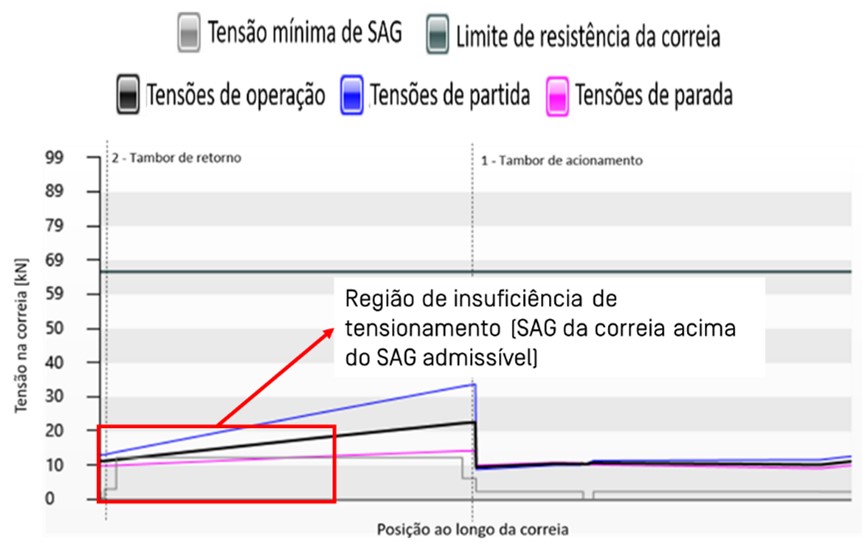 Tensão mínima de SAG
Limite de resistência da correia
Tensões de operação
Tensões de partida
Tensões de parada
2 - Tambor de retorno
1 - Tambor de acionamento
99
89
79
69
59
50
40
30
20
10
0
Tensão na correia [kN]
Região de insuficiência de
tensionamento (SAG da correia acima
do SAG admissível)
Posição ao longo da correia